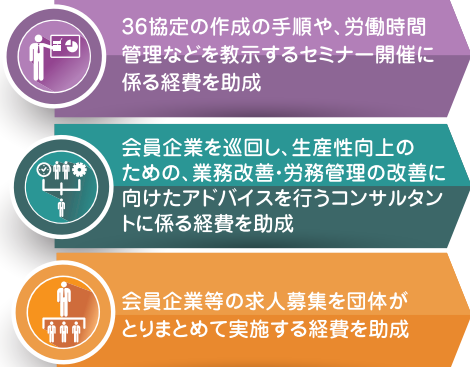 36協定の作成の手順や、労働時間
管理などを教示するセミナー開催に
係る経費を助成
会員企業を巡回し、生産性向上の
ための、業務改善・労務管理の改善に
向けたアドバイスを行うコンサルタン
トに係る経費を助成
会員企業等の求人募集を団体が
とりまとめて実施する経費を助成